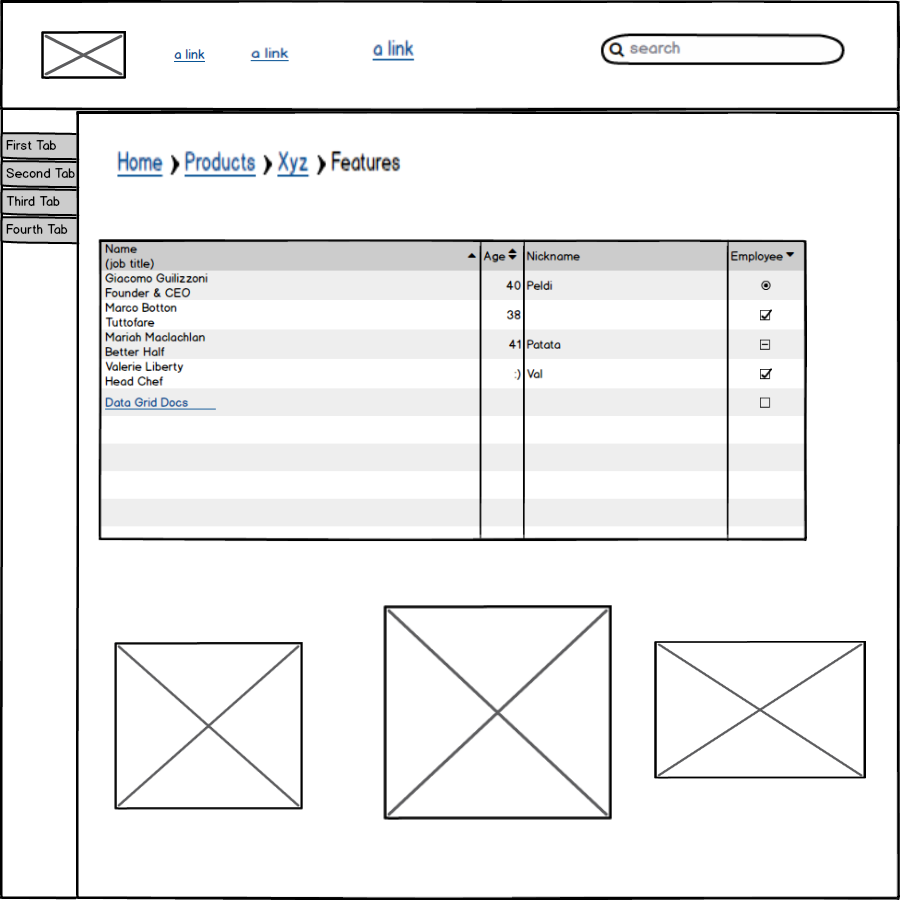 a link a link a link search
First Tab
Second Tab
Third Tab
Fourth Tab
Home Products Xyz Features
Name
(job title) Age Nickname Employee
Giacomo Guilizzoni
Founder & CEO 40 Peldi
Marco Botton
Tuttofare 38
Mariah Maclachlan
Better Half 41 Patata
Valerie Liberty
Head Chef :) Val
Data Grid Docs